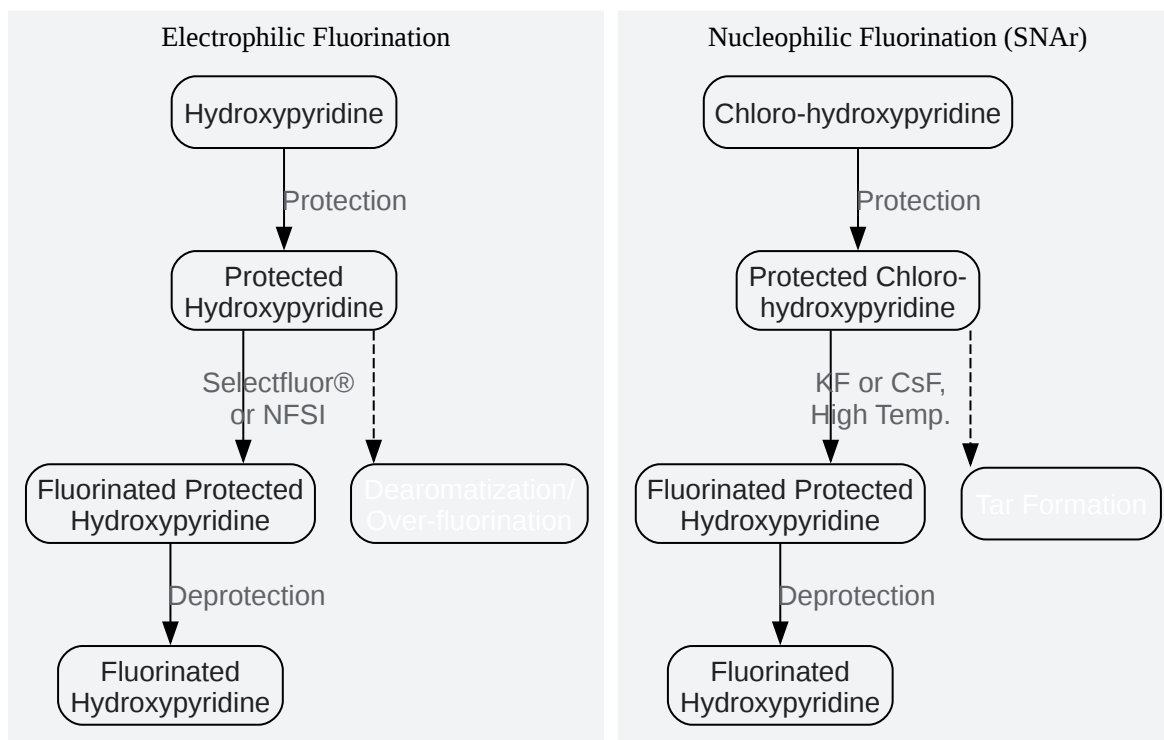 Electrophilic Fluorination
Hydroxypyridine
Protection
Protected
Hydroxypyridine
Selectfluor®
or NFSI
Fluorinated Protected
Hydroxypyridine
Dearomatization/
Over-fluorination
Deprotection
Fluorinated
Hydroxypyridine
Nucleophilic Fluorination (SNAr)
Chloro-hydroxypyridine
Protection
Protected Chloro-
hydroxypyridine
KF or CsF,
High Temp.
Fluorinated Protected
Hydroxypyridine
Tar Formation
Deprotection
Fluorinated
Hydroxypyridine